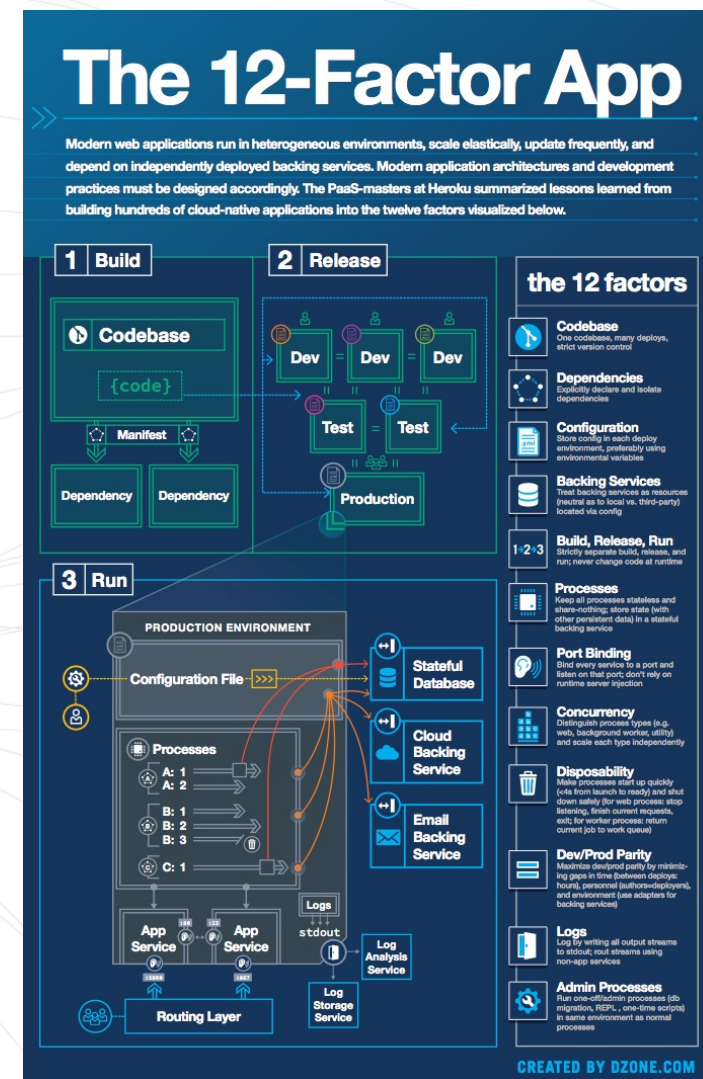 The 12-Factor App
Modern web applications run in heterogeneous environments, scale elastically, update frequently, and
depend on independently deployed backing services. Modern application architectures and development
practices must be designed accordingly. The PaaS-masters at Heroku summarized lessons learned from
building hundreds of cloud-native applications into the twelve factors visualized below.
1 Build
Codebase
{code}
Manifest
Dependency
Dependency
2 Release
Dev = Dev = Dev
Test = Test
Production
3 Run
PRODUCTION ENVIRONMENT
Configuration File >>>
Processes
A
A: 1
A: 2
B
B: 1
B: 2
B: 3
C
C: 1
Stateful
Database
Cloud
Backing
Service
Email
Backing
Service
App
Service
App
Service
Logs
stdout
Log
Analysis
Service
Log
Storage
Service
Routing Layer
the 12 factors
Codebase
One codebase, many deploys,
strict version control
Dependencies
Explicitly declare and isolate
dependencies
.yml
Configuration
Store config in each deploy
environment, preferably using
environmental variables
Backing Services
Treat backing services as resources
(neutral as to local vs. third-party)
located via config
1→2→3
Build, Release, Run
Strictly separate build, release, and
run; never change code at runtime
Processes
Keep all processes stateless and
share-nothing; store state (with
other persistent data) in a stateful
backing service
Port Binding
Bind every service to a port and
listen on that port; don't rely on
runtime server injection
Concurrency
Distinguish process types (e.g.
web, background worker, utility)
and scale each type independently
Disposability
Make processes start up quickly
(<4s from launch to ready) and shut
down safely (for web process: stop
listening, finish current requests,
exit; for worker process: return
current job to work queue)
Dev/Prod Parity
Maximize dev/prod parity by minimiz-
ing gaps in time (between deploys:
hours), personnel (authors=deployers),
and environment (use adapters for
backing services)
Logs
Log by writing all output streams
to stdout; rout streams using
non-app services
Admin Processes
Run one-off/admin processes (db
migration, REPL , one-time scripts)
in same environment as normal
processes
CREATED BY DZONE.COM